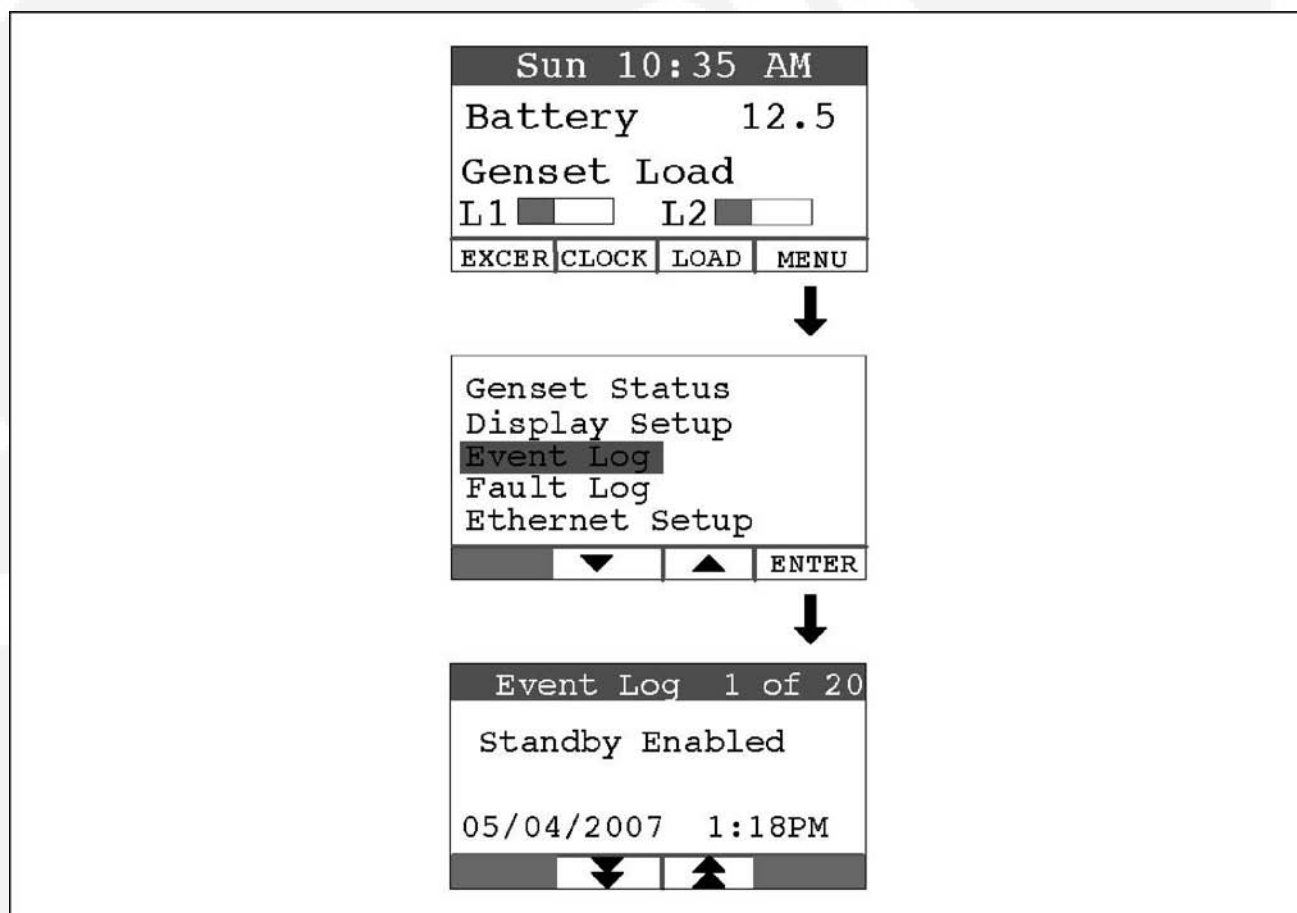 Sun 10:35 AM
Battery 12.5
Genset Load
L1 L2
EXCER CLOCK LOAD MENU
Genset Status
Display Setup
Event Log
Fault Log
Ethernet Setup
ENTER
Event Log 1 of 20
Standby Enabled
05/04/2007 1:18PM